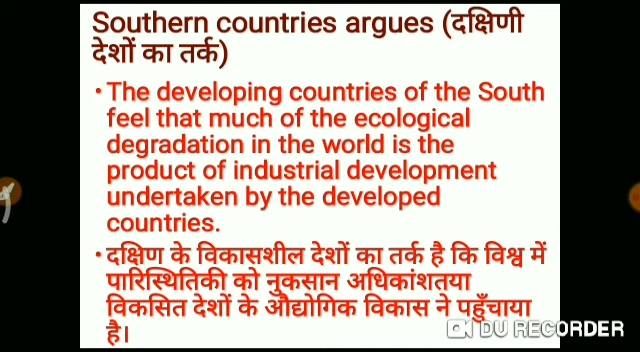 Southern countries argues (दक्षिणी
देशों का तर्क)
• The developing countries of the South
feel that much of the ecological
degradation in the world is the
product of industrial development
undertaken by the developed
countries.
• दक्षिण के विकासशील देशों का तर्क है कि विश्व में
पारिस्थितिकी को नुकसान अधिकांशतया
विकसित देशों के औद्योगिक विकास ने पहुँचाया
है।
DU RECORDER